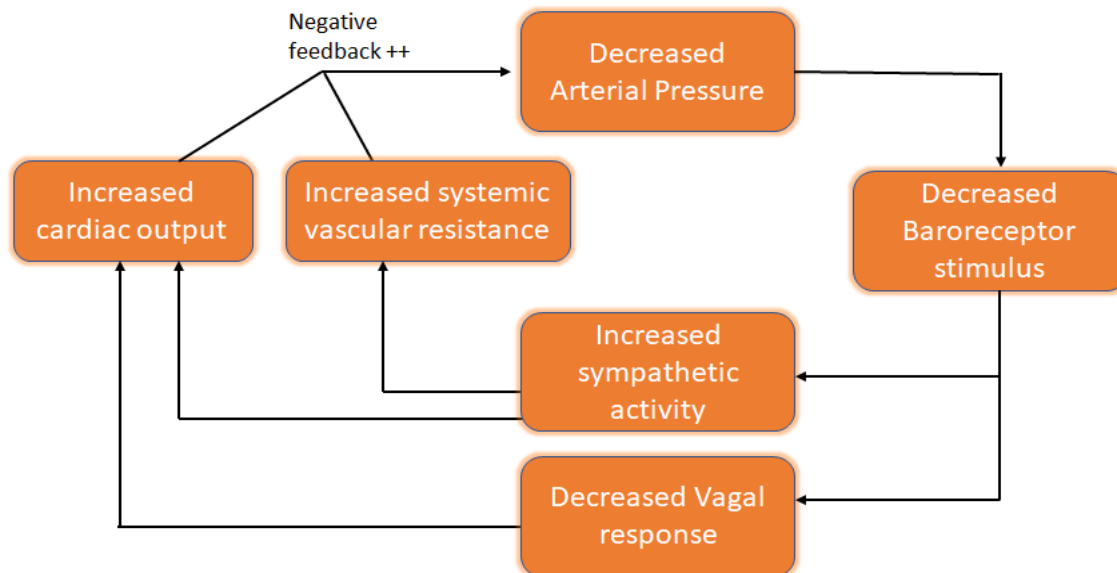 Negative
feedback ++
Decreased
Arterial Pressure
Increased
cardiac output
Increased systemic
vascular resistance
Decreased
Baroreceptor
stimulus
Increased
sympathetic
activity
Decreased Vagal
response